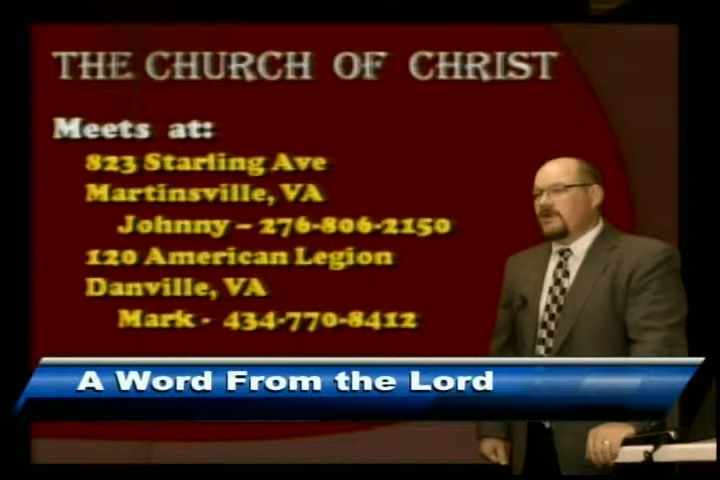 THE CHURCH OF CHRIST
Meets at:
823 Starling Ave
Martinsville, VA
Johnny – 276-806-2150
120 American Legion
Danville, VA
Mark - 434-770-8412
A Word From the Lord